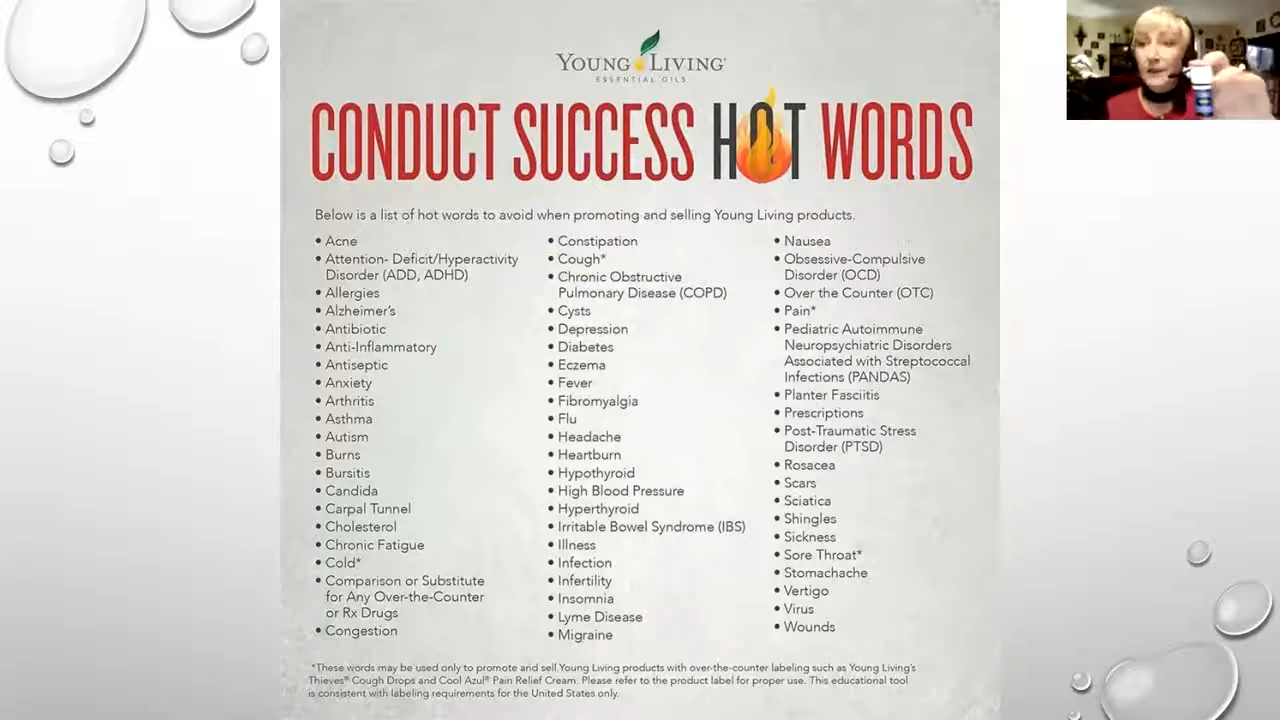 YOUNG LIVING
ESSENTIAL OILS
CONDUCT SUCCESS HOT WORDS
Below is a list of hot words to avoid when promoting and selling Young Living products.
• Acne
• Attention- Deficit/Hyperactivity
Disorder (ADD, ADHD)
• Allergies
• Alzheimer's
• Antibiotic
• Anti-Inflammatory
• Antiseptic
• Anxiety
• Arthritis
• Asthma
• Autism
• Burns
• Bursitis
• Candida
• Carpal Tunnel
• Cholesterol
• Chronic Fatigue
• Cold*
• Comparison or Substitute
for Any Over-the-Counter
or Rx Drugs
• Congestion
• Constipation
• Cough*
• Chronic Obstructive
Pulmonary Disease (COPD)
• Cysts
• Depression
• Diabetes
• Eczema
• Fever
• Fibromyalgia
• Flu
• Headache
• Heartburn
• Hypothyroid
• High Blood Pressure
• Hyperthyroid
• Irritable Bowel Syndrome (IBS)
• Illness
• Infection
• Infertility
• Insomnia
• Lyme Disease
• Migraine
• Nausea
• Obsessive-Compulsive
Disorder (OCD)
• Over the Counter (OTC)
• Pain*
• Pediatric Autoimmune
Neuropsychiatric Disorders
Associated with Streptococcal
Infections (PANDAS)
• Planter Fasciitis
• Prescriptions
• Post-Traumatic Stress
Disorder (PTSD)
• Rosacea
• Scars
• Sciatica
• Shingles
• Sickness
• Sore Throat*
• Stomachache
• Vertigo
• Virus
• Wounds
*These words may be used only to promote and sell Young Living products with over-the-counter labeling such as Young Living's
Thieves® Cough Drops and Cool Azul® Pain Relief Cream. Please refer to the product label for proper use. This educational tool
is consistent with labeling requirements for the United States only.